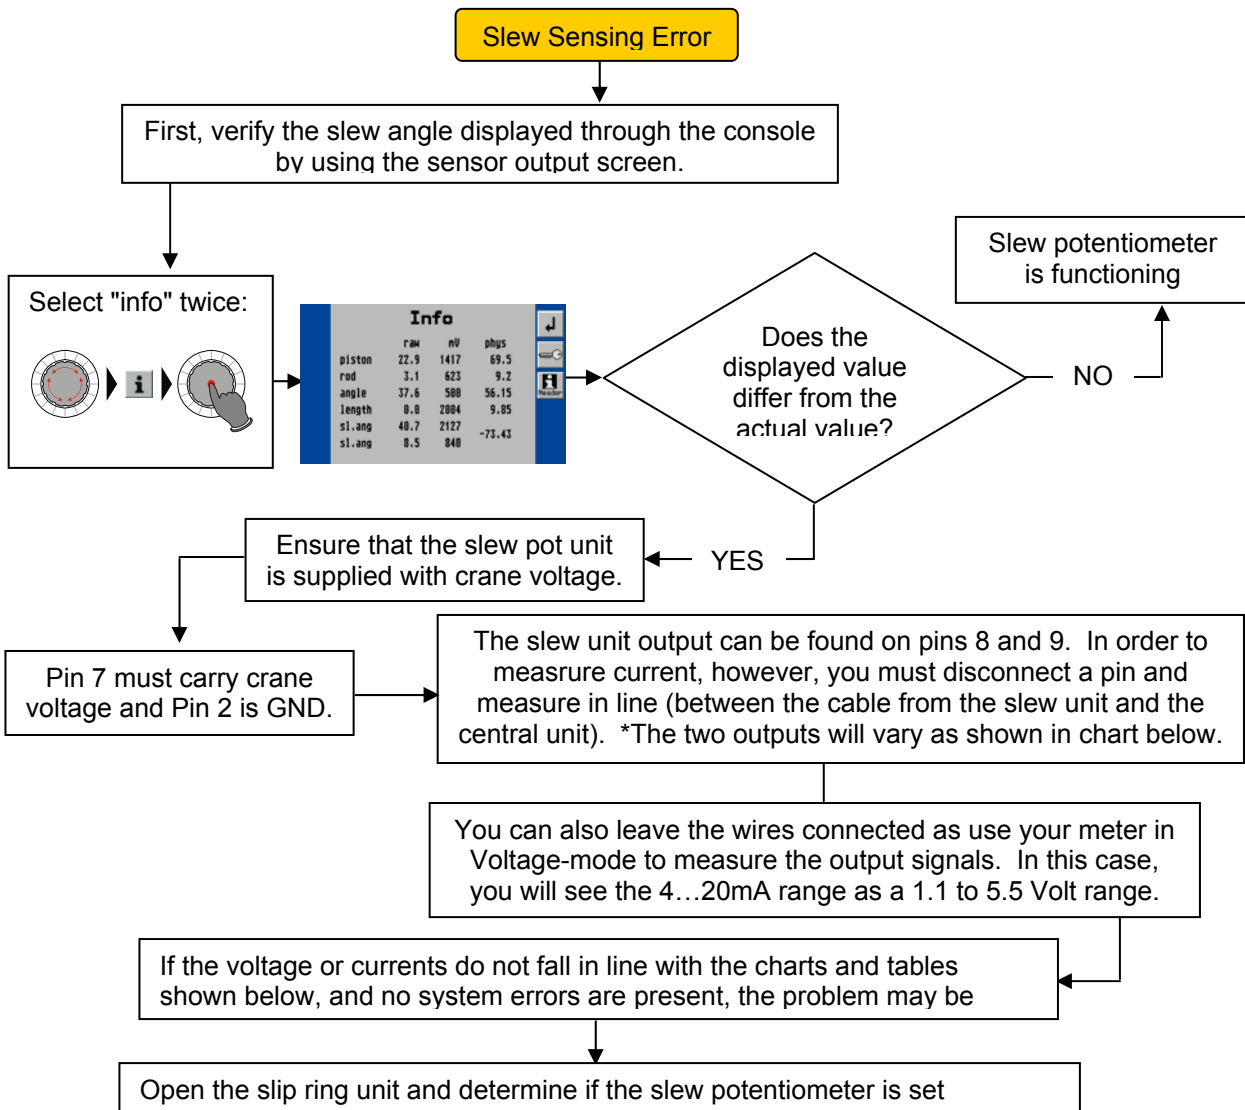 Slew Sensing Error
First, verify the slew angle displayed through the console
by using the sensor output screen.
Select "info" twice:
i
Info
raw mV phys
piston 22.9 1417 69.5
rod 3.1 623 9.2
angle 37.6 500 56.15
length 0.0 2004 9.85
sl.ang 40.7 2127
-73.43
sl.ang 8.5 840
Header
Does the
displayed value
differ from the
actual value?
NO
Slew potentiometer
is functioning
YES
Ensure that the slew pot unit
is supplied with crane voltage.
Pin 7 must carry crane
voltage and Pin 2 is GND.
The slew unit output can be found on pins 8 and 9. In order to
measrure current, however, you must disconnect a pin and
measure in line (between the cable from the slew unit and the
central unit). *The two outputs will vary as shown in chart below.
You can also leave the wires connected as use your meter in
Voltage-mode to measure the output signals. In this case,
you will see the 4…20mA range as a 1.1 to 5.5 Volt range.
If the voltage or currents do not fall in line with the charts and tables
shown below, and no system errors are present, the problem may be
Open the slip ring unit and determine if the slew potentiometer is set